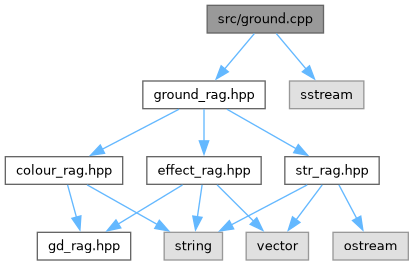 src/ground.cpp
ground_rag.hpp
sstream
colour_rag.hpp
effect_rag.hpp
str_rag.hpp
gd_rag.hpp
string
vector
ostream